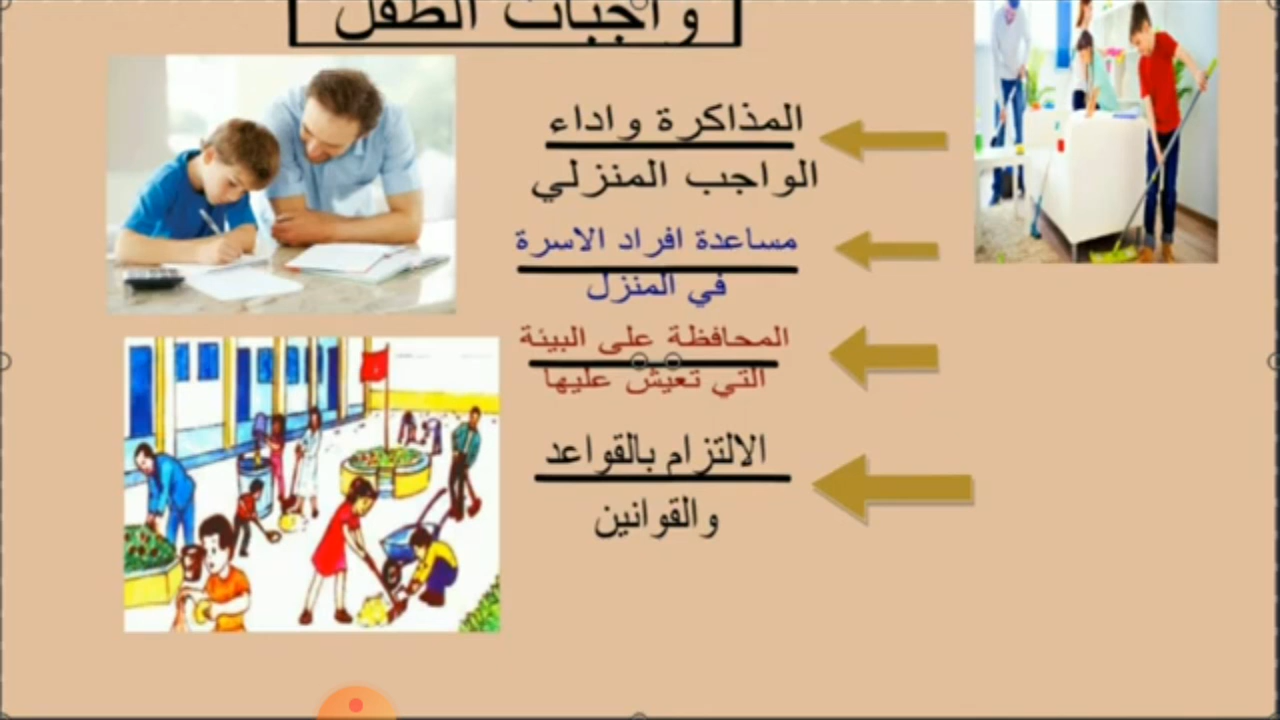 واجبات الطفل
المذاكرة واداء
الواجب المنزلي
مساعدة افراد الاسرة
في المنزل
المحافظة على البيئة
التي تعيش عليها
الالتزام بالقواعد
والقوانين